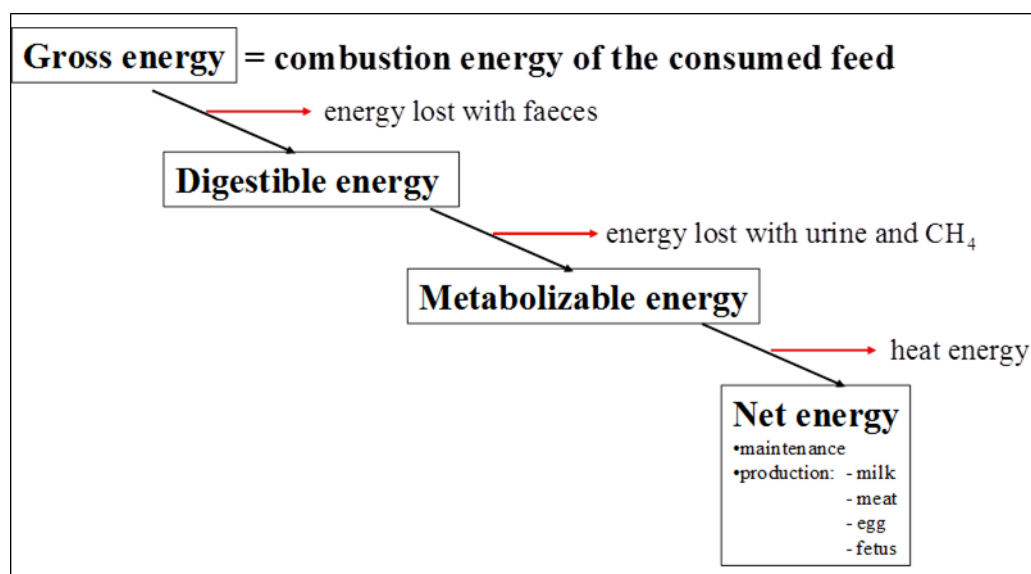 Gross energy = combustion energy of the consumed feed
energy lost with faeces
Digestible energy
energy lost with urine and CH₄
Metabolizable energy
heat energy
Net energy
•maintenance
•production: - milk
- meat
- egg
- fetus